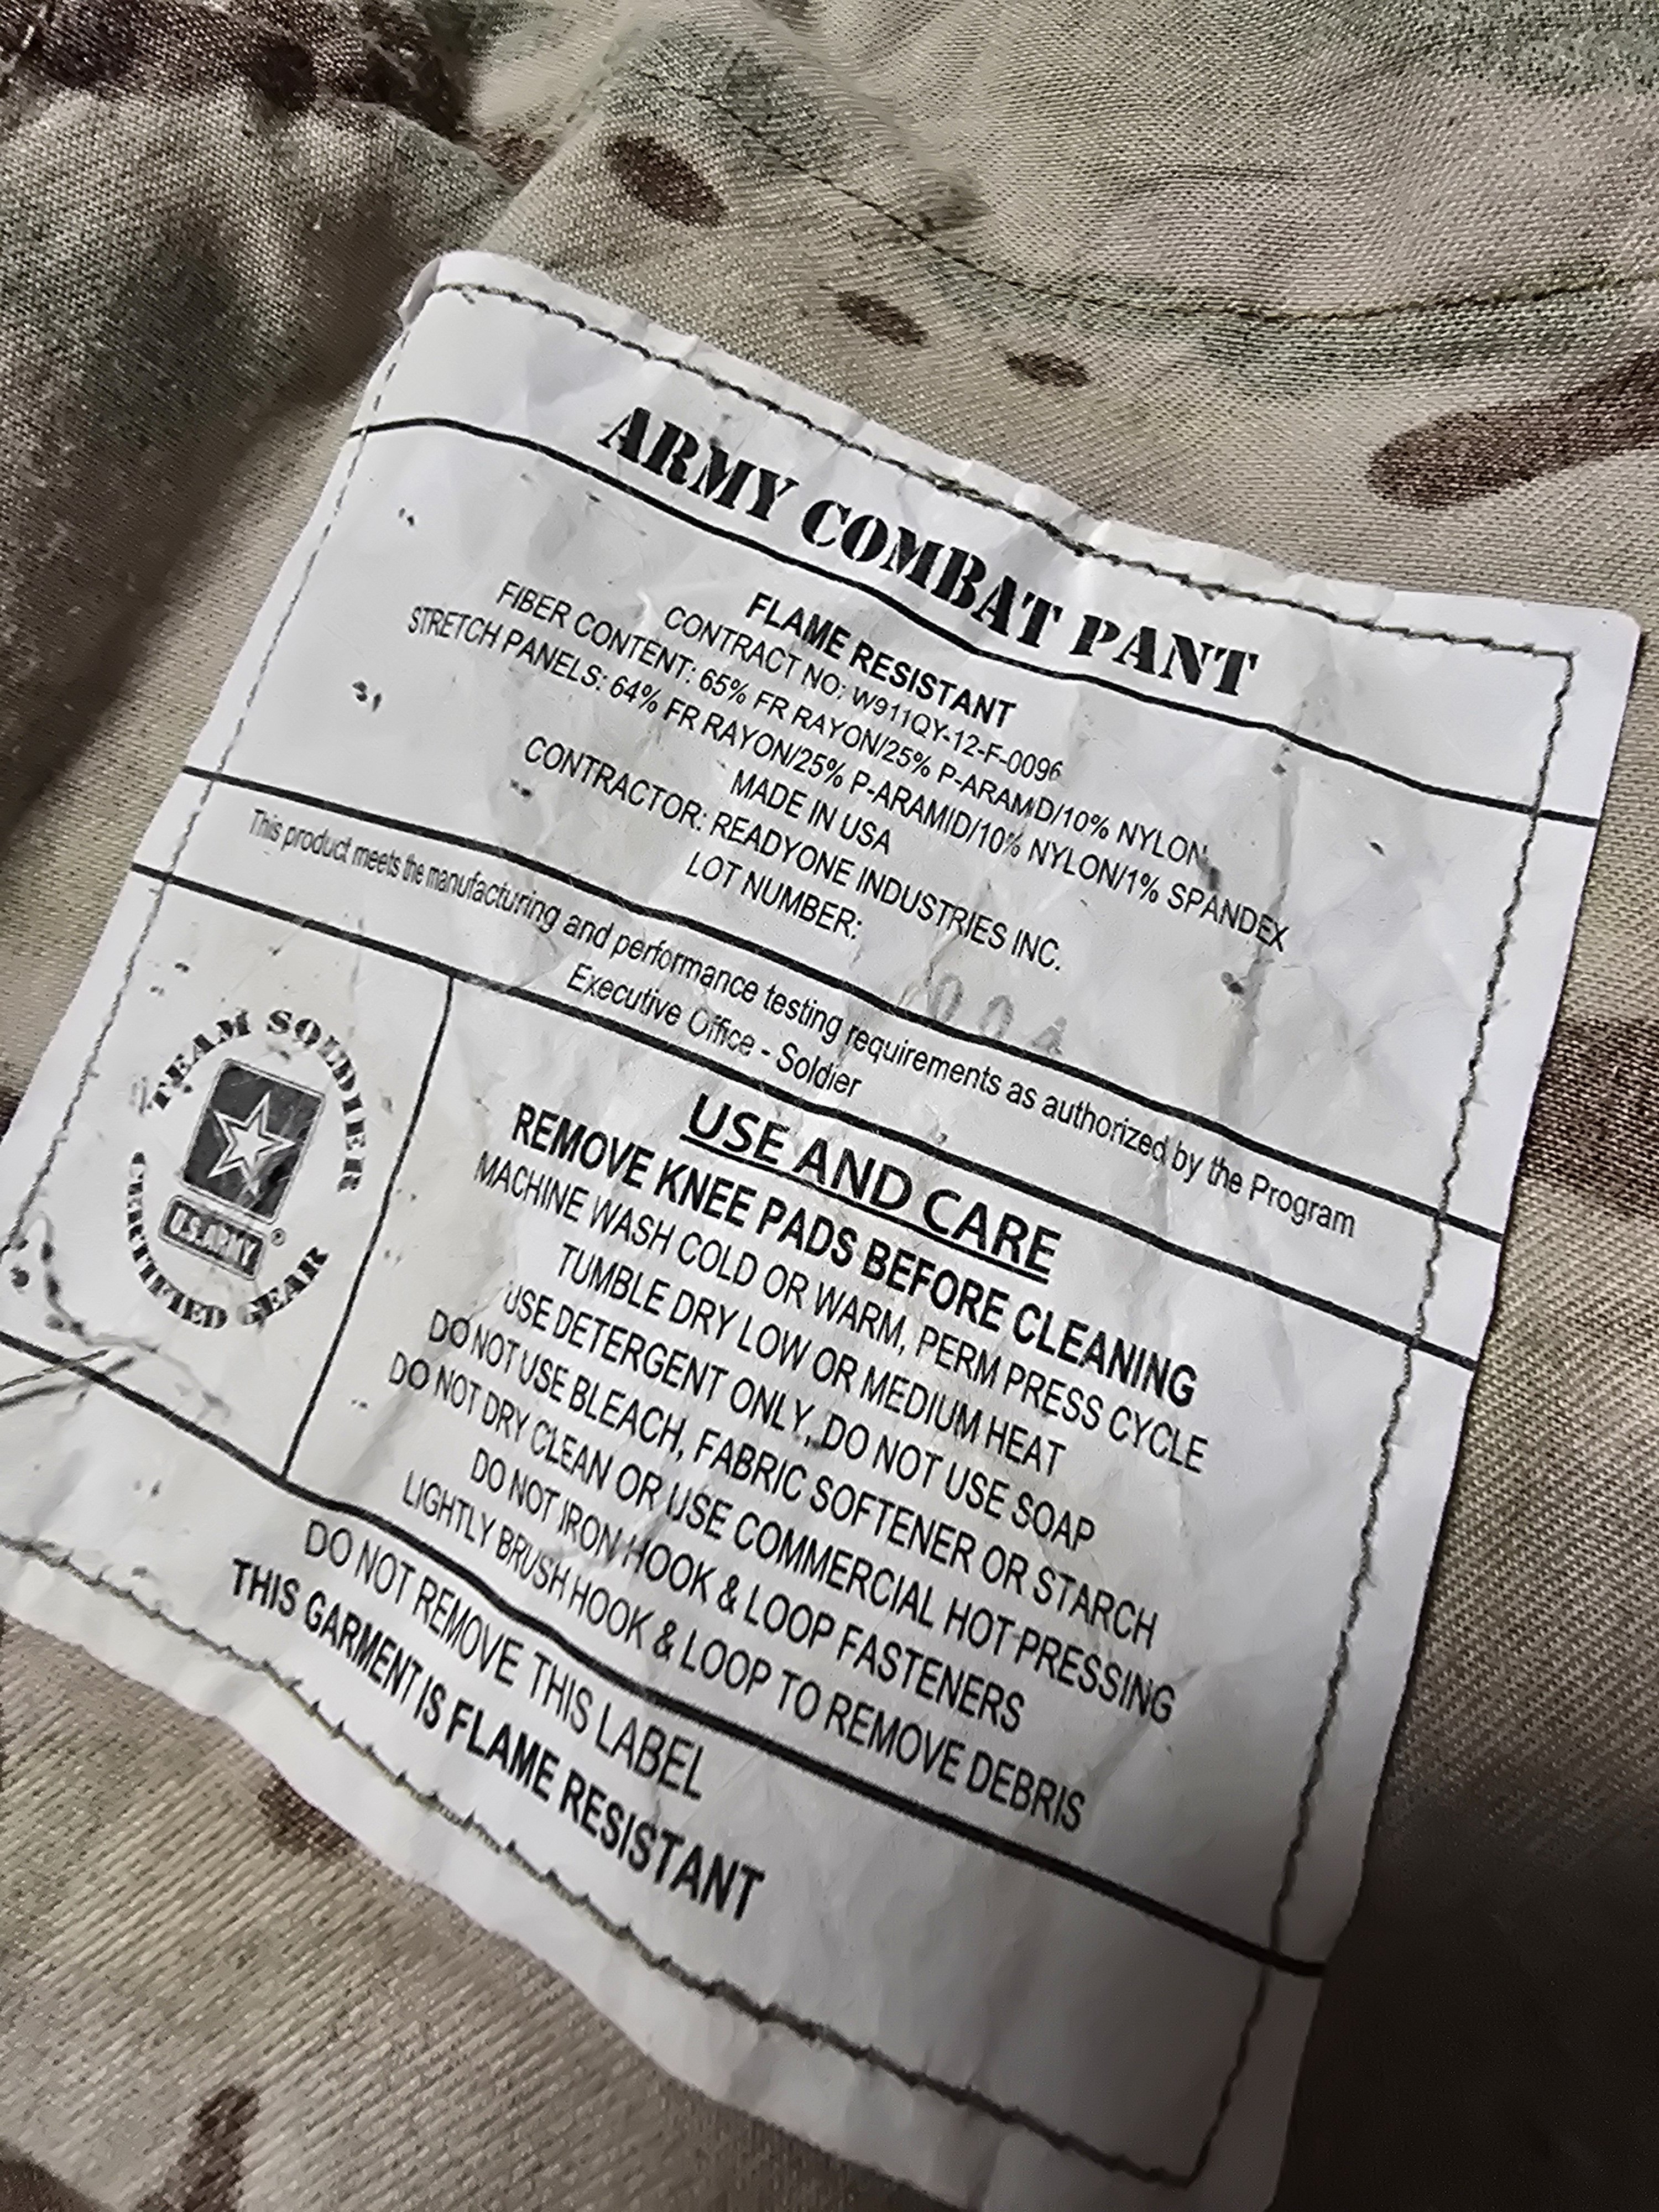 ARMY COMBAT PANT
FLAME RESISTANT
CONTRACT NO: W911QY-12-F-0096
FIBER CONTENT: 65% FR RAYON/25% P-ARAMID/10% NYLON
STRETCH PANELS: 64% FR RAYON/25% P-ARAMID/10% NYLON/1% SPANDEX
MADE IN USA
CONTRACTOR: READYONE INDUSTRIES INC.
LOT NUMBER:
004
This product meets the manufacturing and performance testing requirements as authorized by the Program
Executive Office - Soldier
TEAM SOLDIER
U.S.ARMY®
CERTIFIED GEAR
USE AND CARE
REMOVE KNEE PADS BEFORE CLEANING
MACHINE WASH COLD OR WARM, PERM PRESS CYCLE
TUMBLE DRY LOW OR MEDIUM HEAT
USE DETERGENT ONLY, DO NOT USE SOAP
DO NOT USE BLEACH, FABRIC SOFTENER OR STARCH
DO NOT DRY CLEAN OR USE COMMERCIAL HOT PRESSING
DO NOT IRON HOOK & LOOP FASTENERS
LIGHTLY BRUSH HOOK & LOOP TO REMOVE DEBRIS
DO NOT REMOVE THIS LABEL
THIS GARMENT IS FLAME RESISTANT